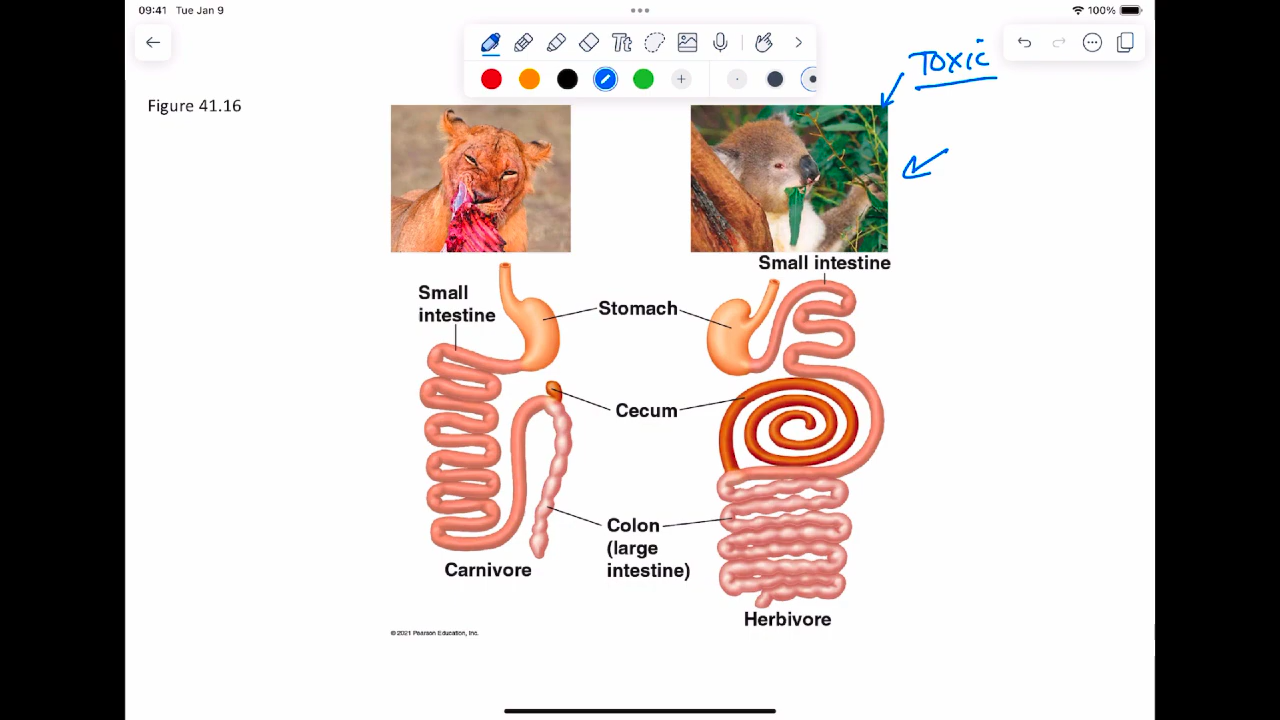 09:41 Tue Jan 9
100%
Tt
TOXIC
Figure 41.16
Small intestine
Small
intestine
Stomach
Cecum
Colon
(large
intestine)
Carnivore
Herbivore
© 2021 Pearson Education, Inc.